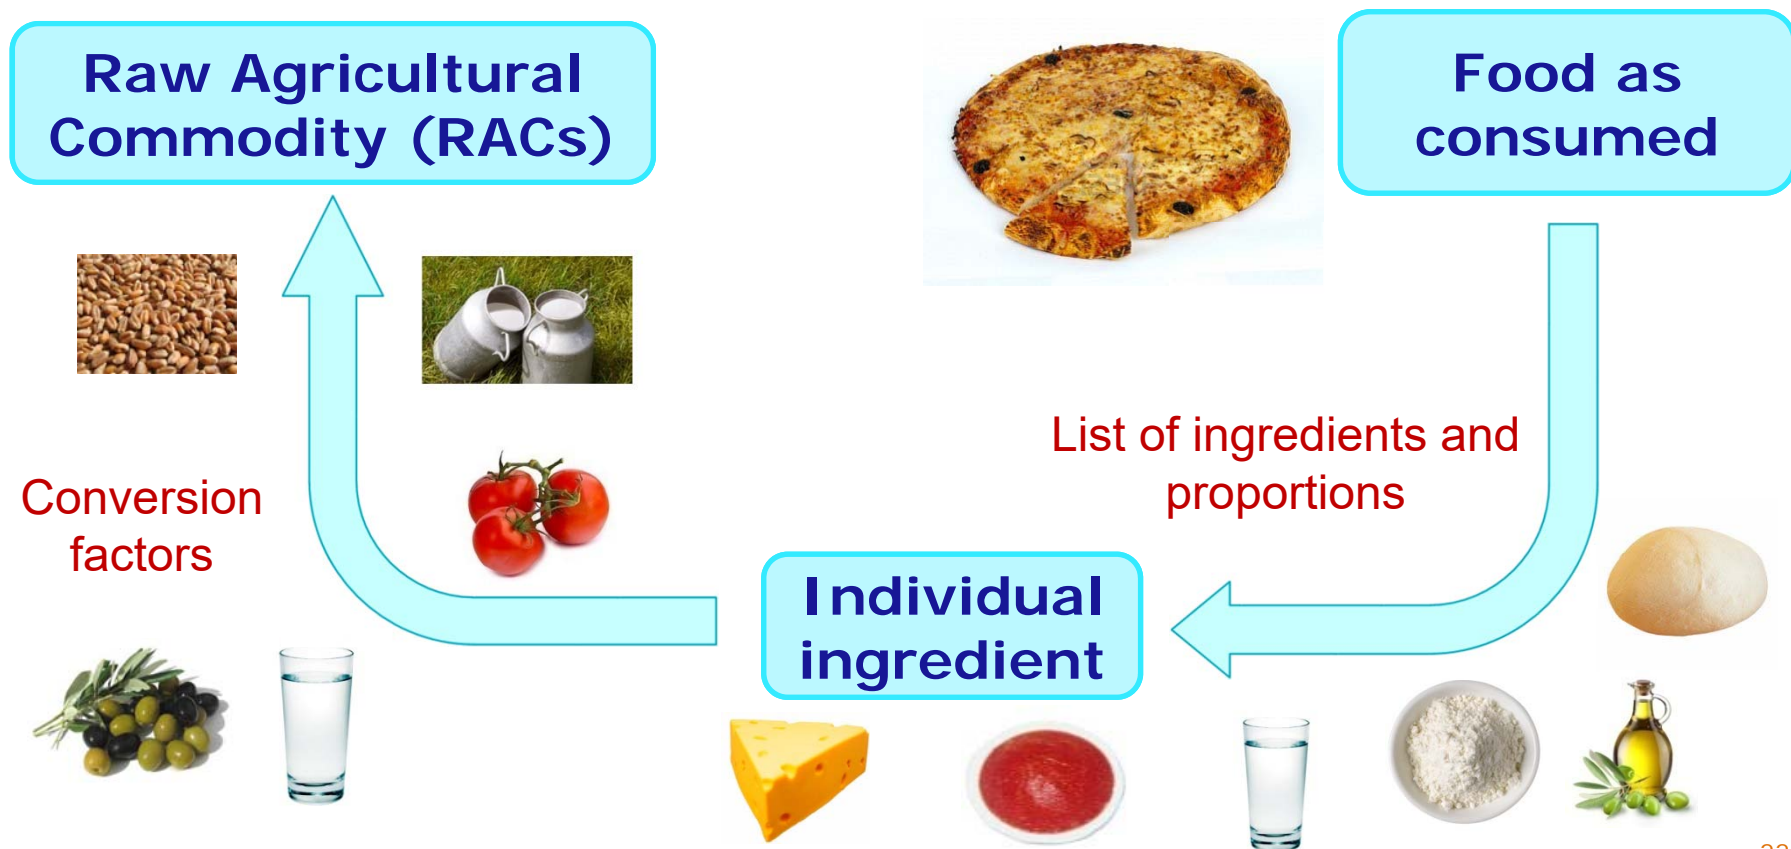 Raw Agricultural
Commodity (RACs)
Food as
consumed
List of ingredients and
proportions
Conversion
factors
Individual
ingredient